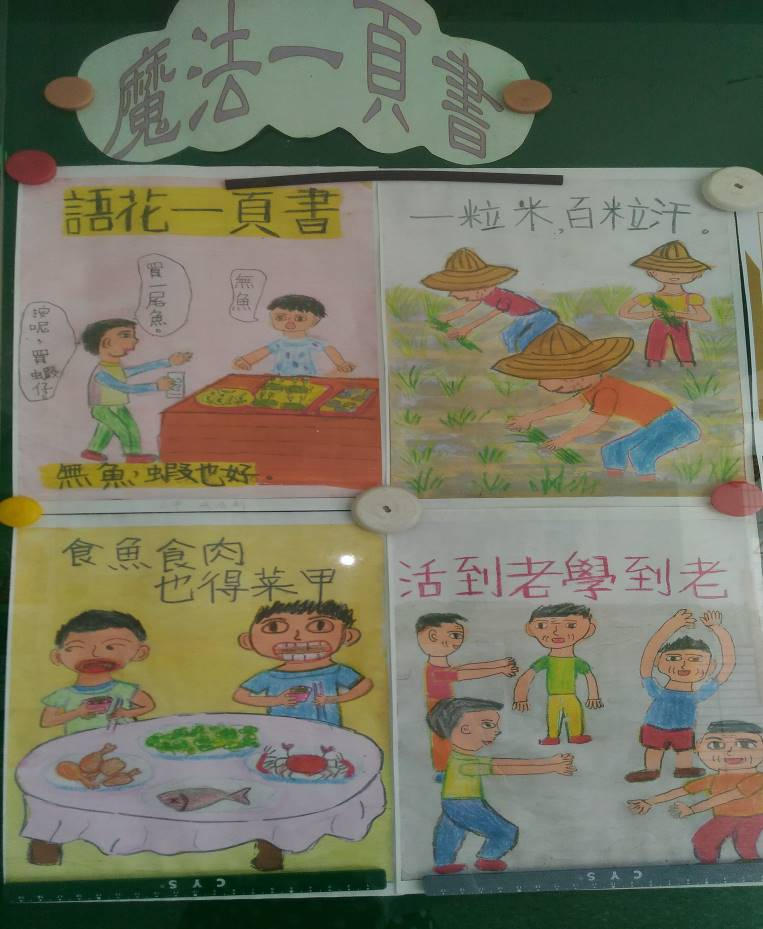 魔法一頁書
語花一頁書
買一尾魚。
無魚
呢,買蝦仔
無魚,蝦也好。
一粒米,百粒汗。
食魚食肉
也得菜甲
活到老學到老
CYS
CYS